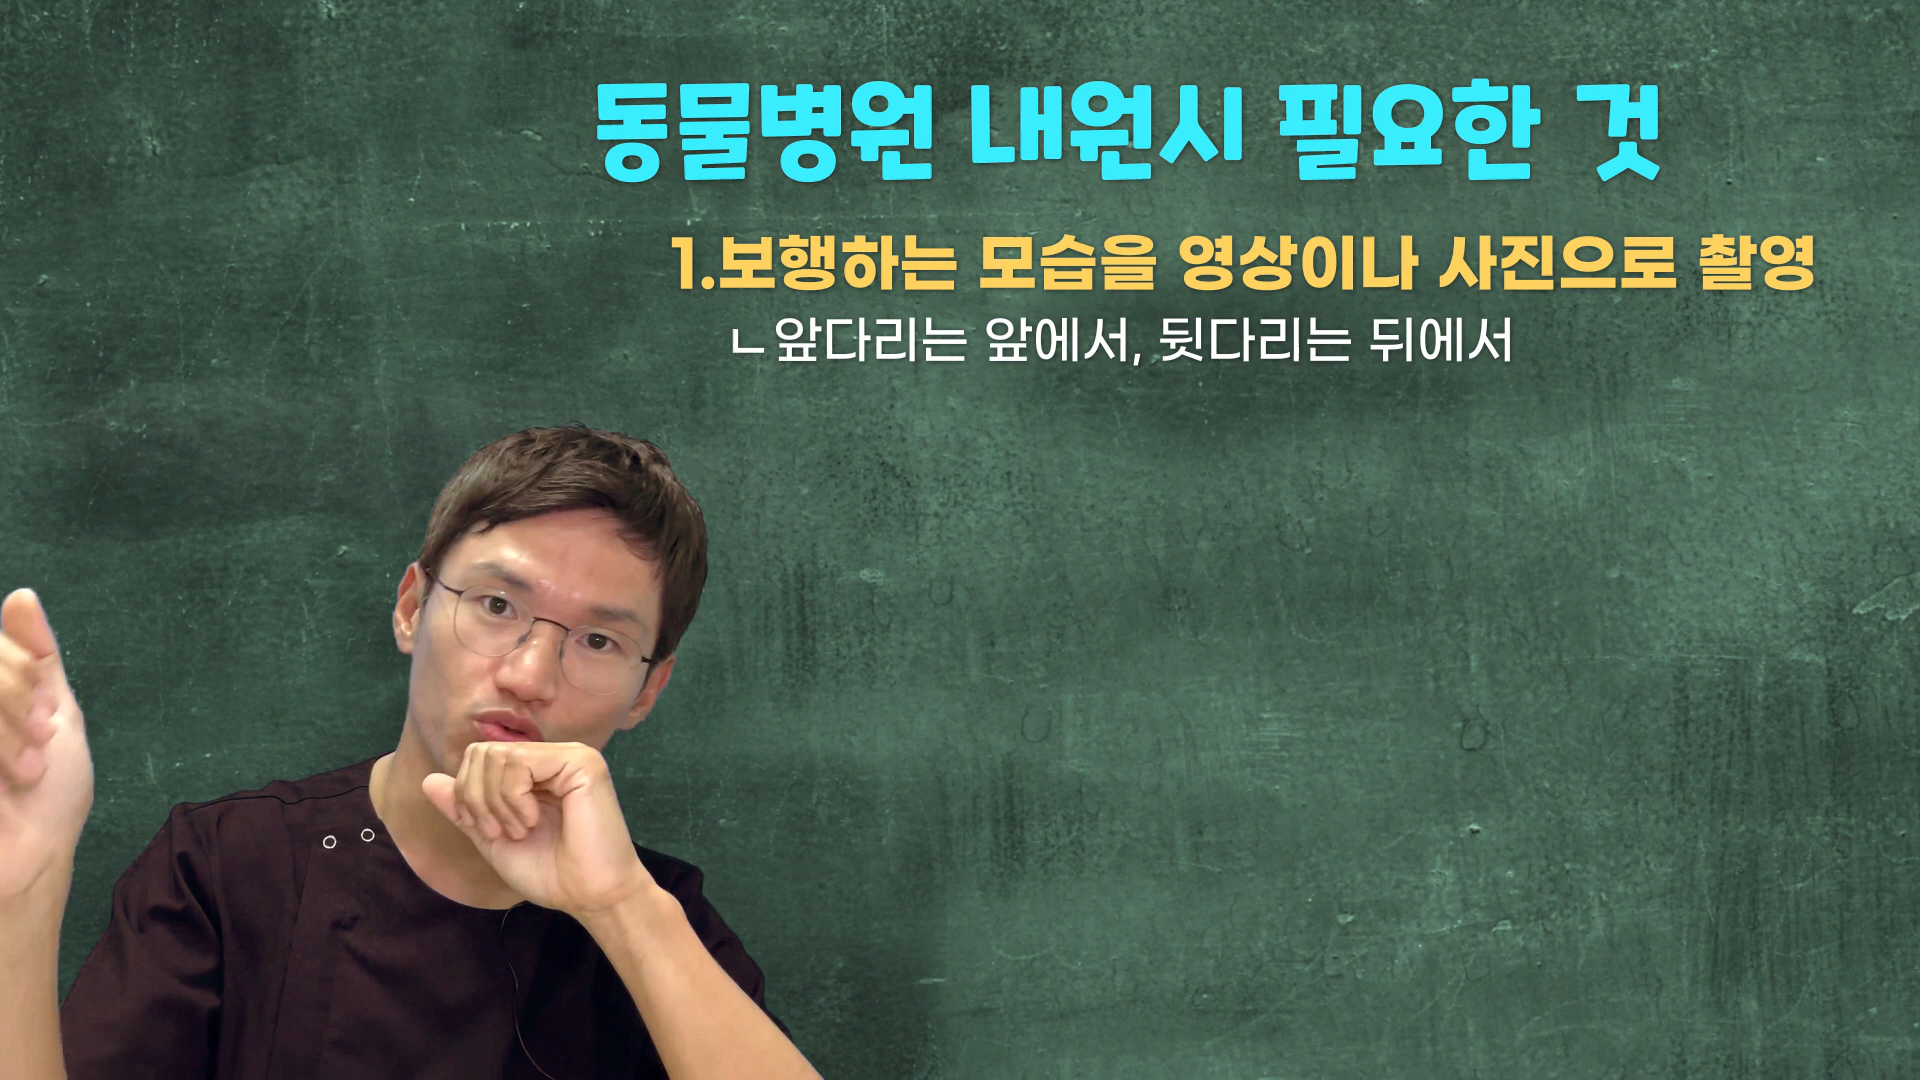 동물병원 내원시 필요한 것
1.보행하는 모습을 영상이나 사진으로 촬영
ㄴ앞다리는 앞에서, 뒷다리는 뒤에서